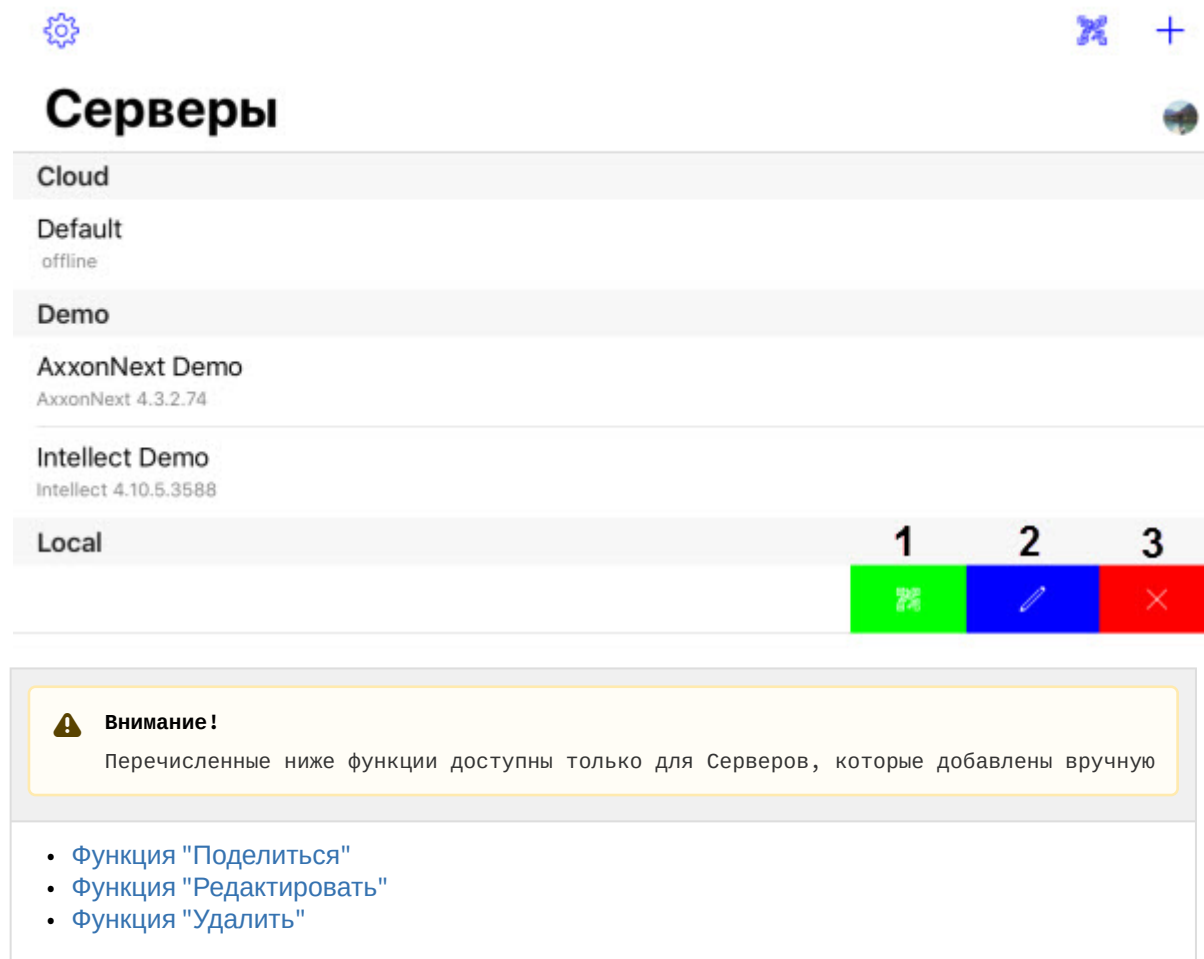 Серверы
Cloud
Default
offline
Demo
AxxonNext Demo
AxxonNext 4.3.2.74
Intellect Demo
Intellect 4.10.5.3588
Local
1 2 3
Внимание!
Перечисленные ниже функции доступны только для Серверов, которые добавлены вручную
• Функция "Поделиться"
• Функция "Редактировать"
• Функция "Удалить"